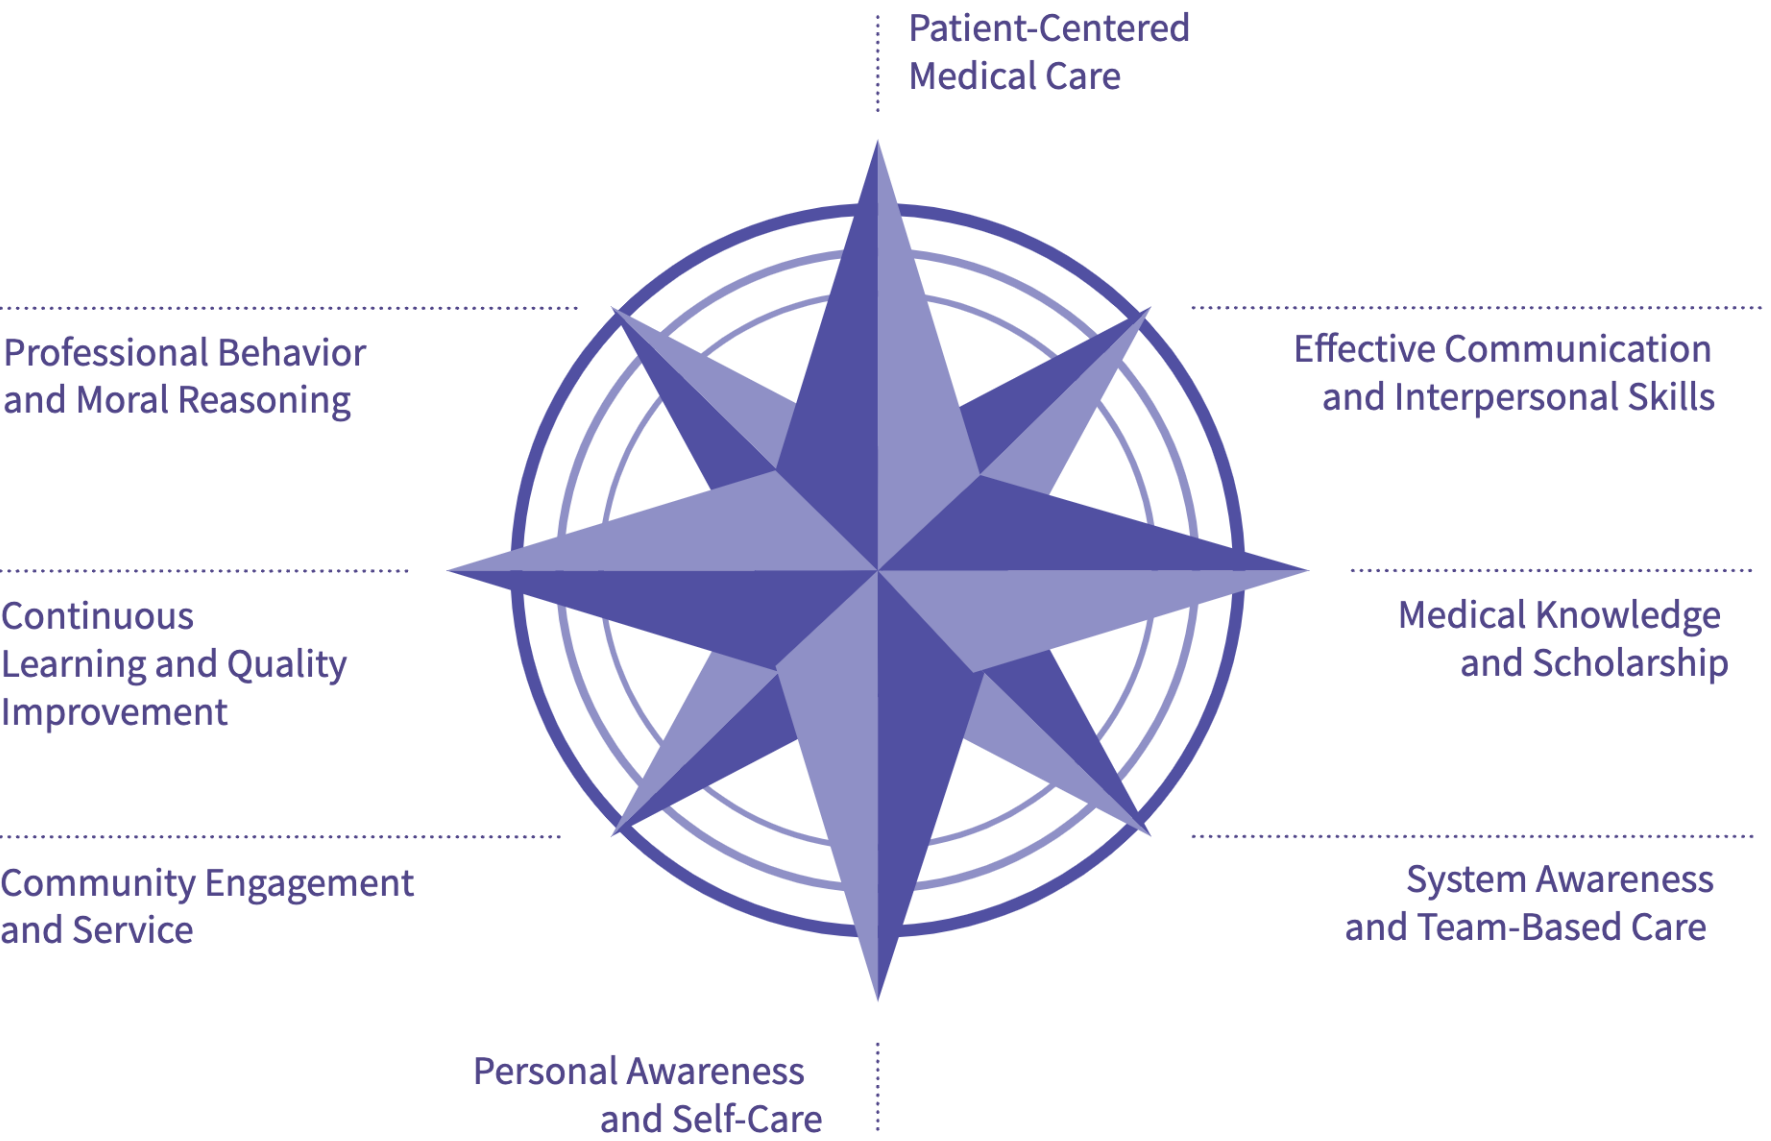 Patient-Centered
Medical Care
Professional Behavior
and Moral Reasoning
Effective Communication
and Interpersonal Skills
Continuous
Learning and Quality
Improvement
Medical Knowledge
and Scholarship
Community Engagement
and Service
System Awareness
and Team-Based Care
Personal Awareness
and Self-Care